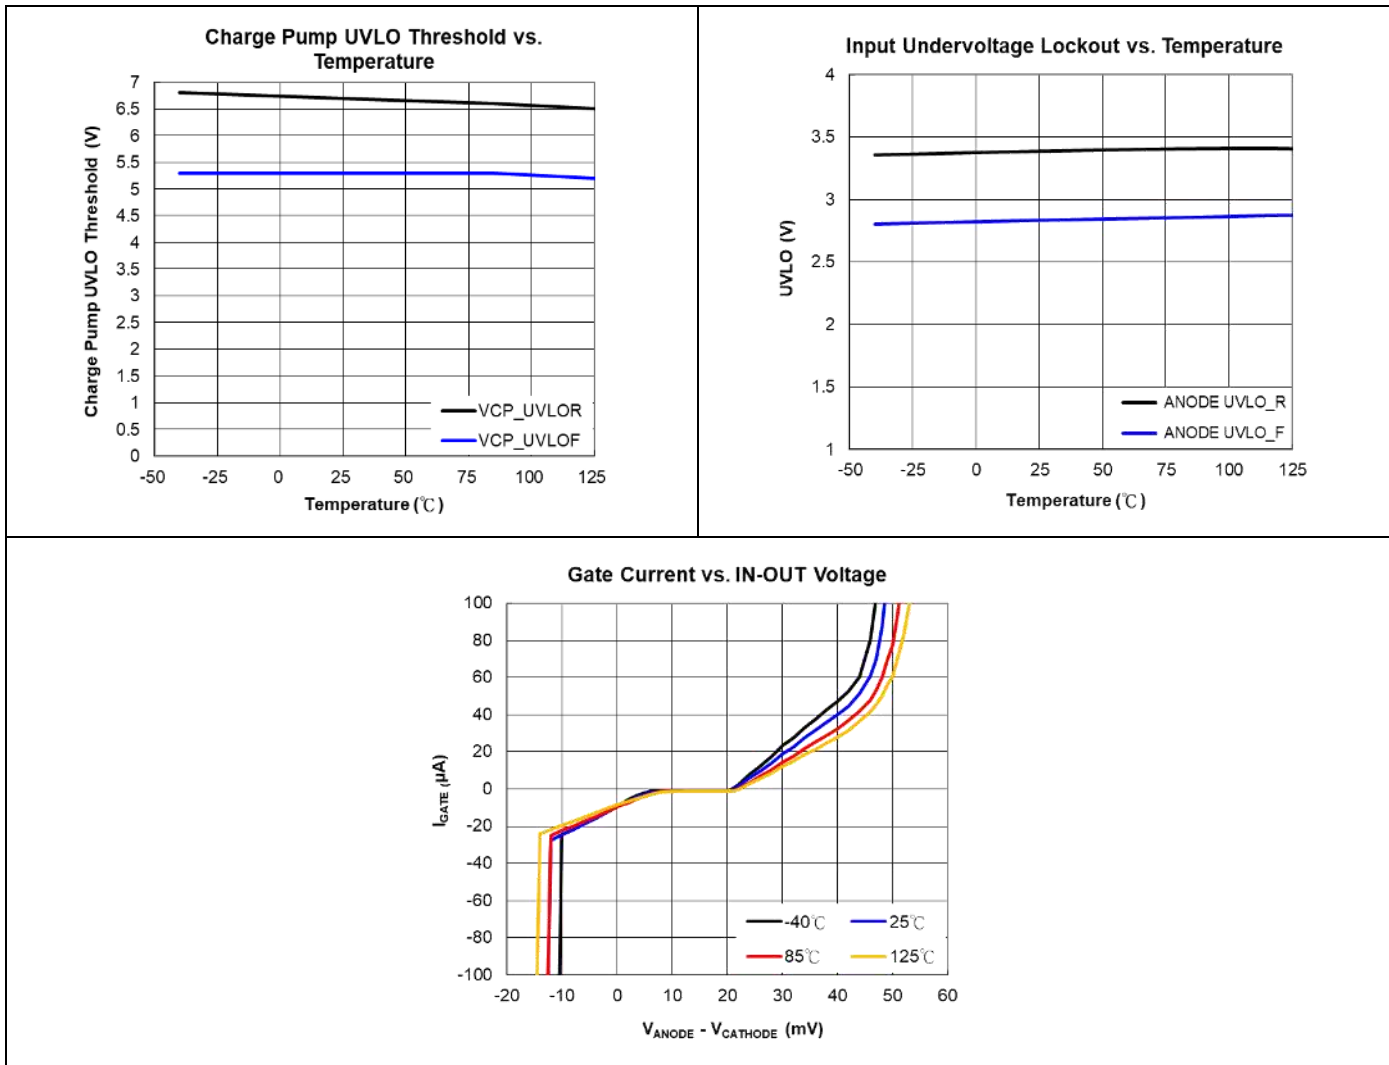 Charge Pump UVLO Threshold vs.
Temperature
Charge Pump UVLO Threshold (V)
7
6.5
6
5.5
5
4.5
4
3.5
3
2.5
2
1.5
1
0.5
0
-50 -25 0 25 50 75 100 125
VCP_UVLOR
VCP_UVLOF
Temperature (℃)
Input Undervoltage Lockout vs. Temperature
UVLO (V)
4
3.5
3
2.5
2
1.5
1
-50 -25 0 25 50 75 100 125
ANODE UVLO_R
ANODE UVLO_F
Temperature (℃)
Gate Current vs. IN-OUT Voltage
IGATE (µA)
100
80
60
40
20
0
-20
-40
-60
-80
-100
-20 -10 0 10 20 30 40 50 60
-40℃ 25℃
85℃ 125℃
VANODE - VCATHODE (mV)